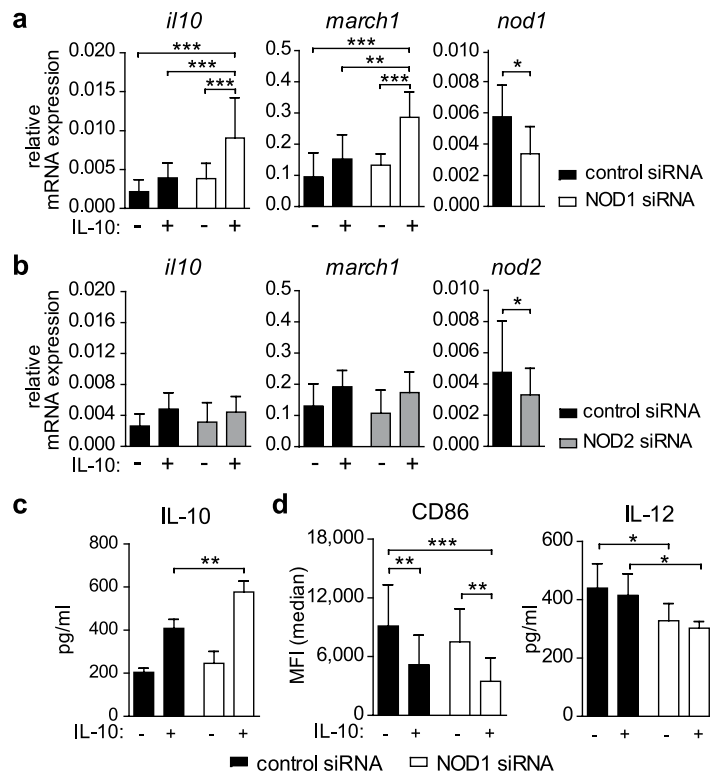 a
il10 march1 nod1
relative
mRNA expression
0.020
0.015
0.010
0.005
0.000
*** *** ***
0.5
0.4
0.3
0.2
0.1
0.0
*** ** ***
0.010
0.008
0.006
0.004
0.002
0.000
*
control siRNA
NOD1 siRNA
IL-10: - + - + - + - +
b
il10 march1 nod2
relative
mRNA expression
0.020
0.016
0.012
0.008
0.004
0.000
0.5
0.4
0.3
0.2
0.1
0.0
0.010
0.008
0.006
0.004
0.002
0.000
*
control siRNA
NOD2 siRNA
IL-10: - + - + - + - +
c
IL-10
pg/ml
800
600
400
200
0
**
IL-10: - + - +
d
CD86
MFI (median)
18,000
12,000
6,000
0
*** ** **
IL-10: - + - +
IL-12
pg/ml
600
400
200
0
* *
- + - +
control siRNA NOD1 siRNA